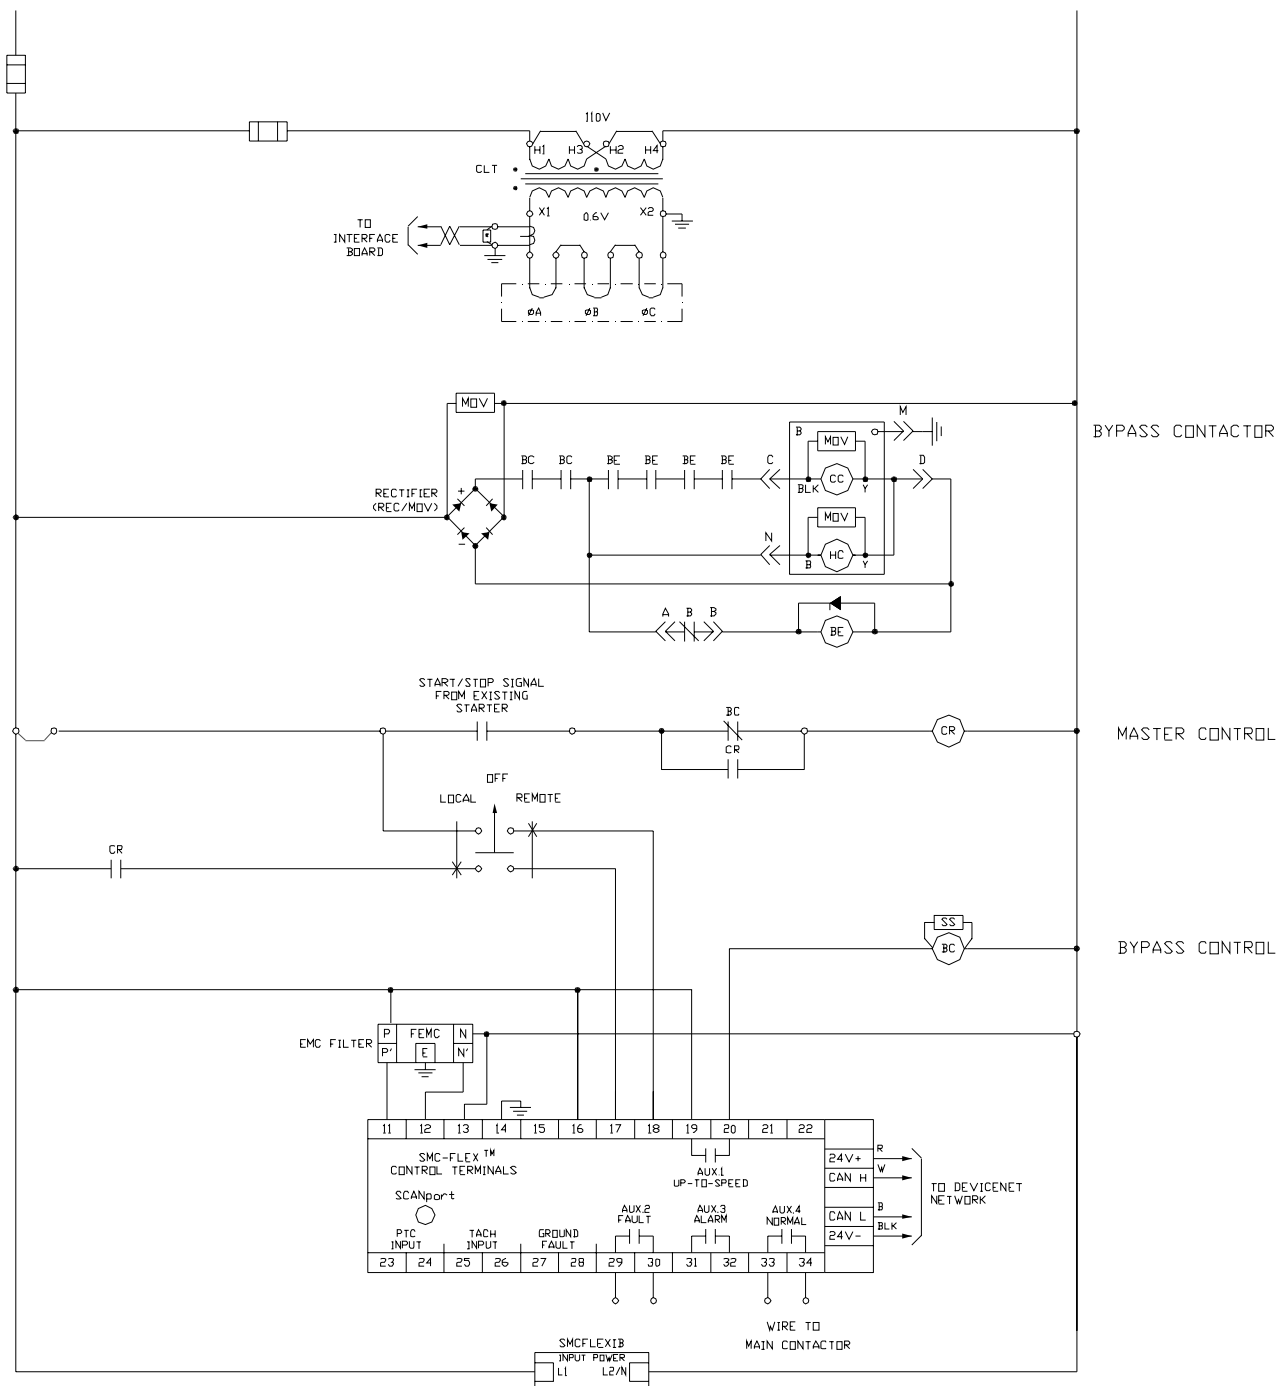 110V
H1 H3 H2 H4
CLT
X1 0.6V X2
TO
INTERFACE
BOARD
ØA ØB ØC
MOV
M
BYPASS CONTACTOR
B
MOV
BC BC BE BE BE BE C D
CC
BLK Y
RECTIFIER
(REC/MOV)
+
-
MOV
N
HC
B Y
A B B
BE
START/STOP SIGNAL
FROM EXISTING
STARTER
BC
CR
MASTER CONTROL
CR
OFF
LOCAL REMOTE
CR
SS
BC
BYPASS CONTROL
EMC FILTER
P FEMC N
P' E N'
11 12 13 14 15 16 17 18 19 20 21 22
SMC-FLEX™
CONTROL TERMINALS
AUX.1
UP-TO-SPEED
SCANport
24V+ R
CAN H W
CAN L B
24V- BLK
TO DEVICENET
NETWORK
PTC
INPUT
TACH
INPUT
GROUND
FAULT
AUX.2
FAULT
AUX.3
ALARM
AUX.4
NORMAL
23 24 25 26 27 28 29 30 31 32 33 34
WIRE TO
MAIN CONTACTOR
SMCFLEXIB
INPUT POWER
L1 L2/N